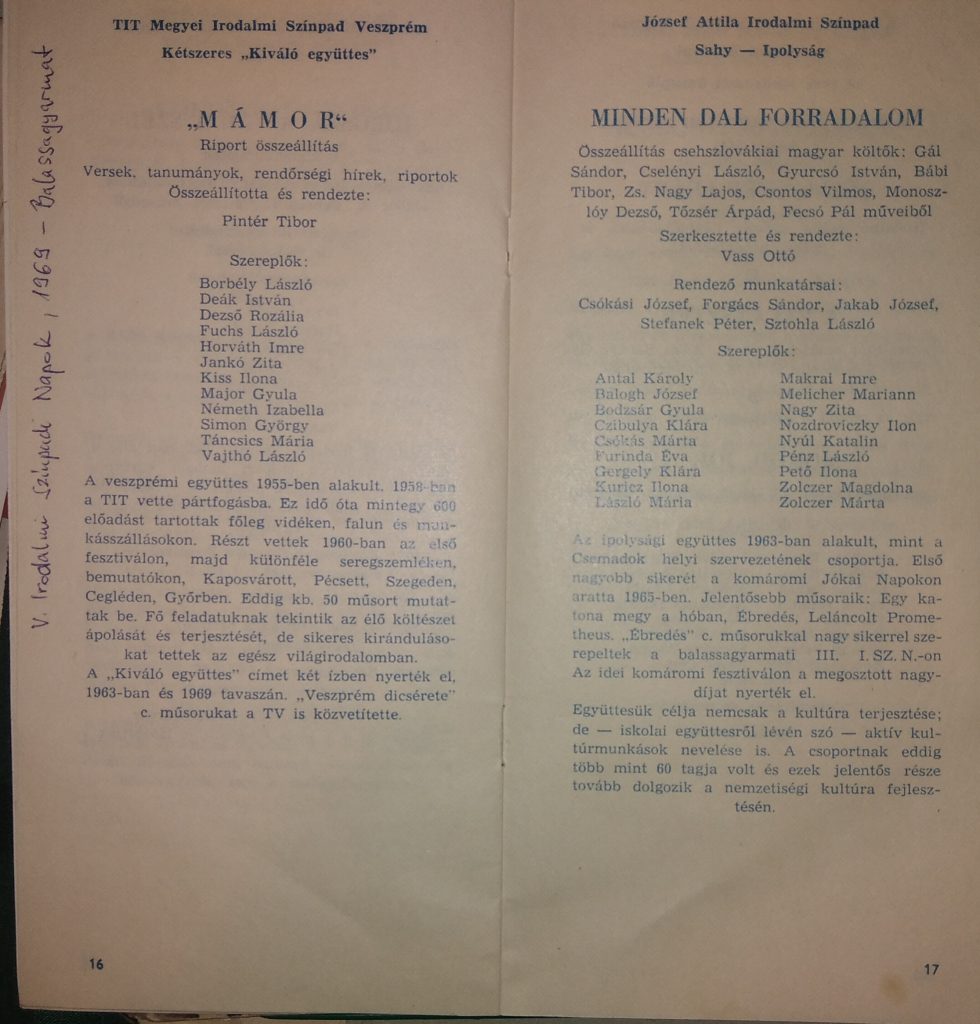 V. Irodalmi Színpadi Napok, 1969 - Balassagyarmat
TIT Megyei Irodalmi Színpad Veszprém
Kétszeres „Kiváló együttes”
„MÁMOR“
Riport összeállítás
Versek, tanumányok, rendőrségi hírek, riportok
Összeállította és rendezte:
Pintér Tibor
Szereplők:
Borbély László
Deák István
Dezső Rozália
Fuchs László
Horváth Imre
Jankó Zita
Kiss Ilona
Major Gyula
Németh Izabella
Simon György
Táncsics Mária
Vajthó László
A veszprémi együttes 1955-ben alakult. 1958-ban
a TIT vette pártfogásba. Ez idő óta mintegy 600
előadást tartottak főleg vidéken, falun és mun-
kásszállásokon. Részt vettek 1960-ban az első
fesztiválon, majd különféle seregszemléken,
bemutatókon, Kaposvárott, Pécsett, Szegeden,
Cegléden, Győrben. Eddig kb. 50 műsort mutat-
tak be. Fő feladatuknak tekintik az élő költészet
ápolását és terjesztését, de sikeres kiránduláso-
kat tettek az egész világirodalomban.
A „Kiváló együttes” címet két ízben nyerték el,
1963-ban és 1969 tavaszán. „Veszprém dicsérete”
c. műsorukat a TV is közvetítette.
16
József Attila Irodalmi Színpad
Sahy — Ipolyság
MINDEN DAL FORRADALOM
Összeállítás csehszlovákiai magyar költők: Gál
Sándor, Cselényi László, Gyurcsó István, Bábi
Tibor, Zs. Nagy Lajos, Csontos Vilmos, Monosz-
lóy Dezső, Tőzsér Árpád, Fecsó Pál műveiből
Szerkesztette és rendezte:
Vass Ottó
Rendező munkatársai:
Csókási József, Forgács Sándor, Jakab József,
Stefanek Péter, Sztohla László
Szereplők:
Antal Károly
Balogh József
Bodzsár Gyula
Czibulya Klára
Csókás Márta
Furinda Éva
Gergely Klára
Kuricz Ilona
László Mária
Makrai Imre
Melicher Mariann
Nagy Zita
Nozdroviczky Ilon
Nyúl Katalin
Pénz László
Pető Ilona
Zolczer Magdolna
Zolczer Márta
Az ipolysági együttes 1963-ban alakult, mint a
Csemadok helyi szervezetének csoportja. Első
nagyobb sikerét a komáromi Jókai Napokon
aratta 1965-ben. Jelentősebb műsoraik: Egy ka-
tona megy a hóban, Ébredés, Leláncolt Prome-
theus. „Ébredés” c. műsorukkal nagy sikerrel sze-
repeltek a balassagyarmati III. I. SZ. N.-on
Az idei komáromi fesztiválon a megosztott nagy-
díjat nyerték el.
Együttesük célja nemcsak a kultúra terjesztése;
de — iskolai együttesről lévén szó — aktív kul-
túrmunkások nevelése is. A csoportnak eddig
több mint 60 tagja volt és ezek jelentős része
tovább dolgozik a nemzetiségi kultúra fejlesz-
tésén.
17